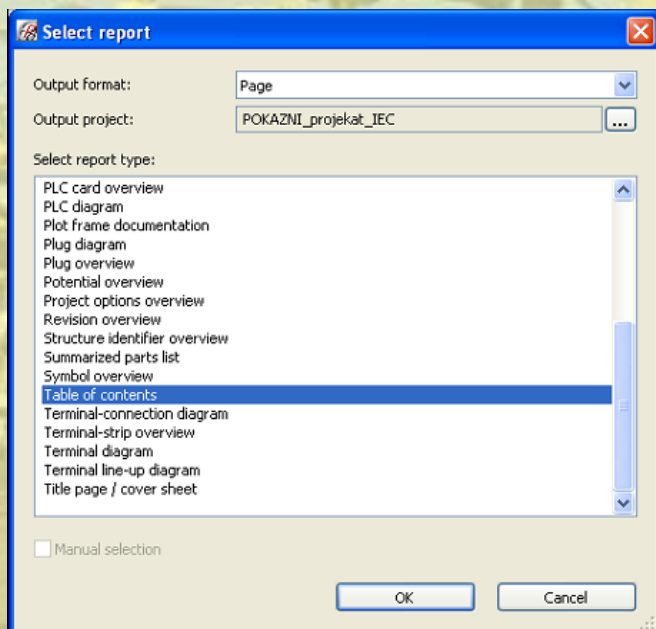 Select report
Output format: Page
Output project: POKAZNI_projekat_IEC ...
Select report type:
PLC card overview
PLC diagram
Plot frame documentation
Plug diagram
Plug overview
Potential overview
Project options overview
Revision overview
Structure identifier overview
Summarized parts list
Symbol overview
Table of contents
Terminal-connection diagram
Terminal-strip overview
Terminal diagram
Terminal line-up diagram
Title page / cover sheet
Manual selection
OK Cancel